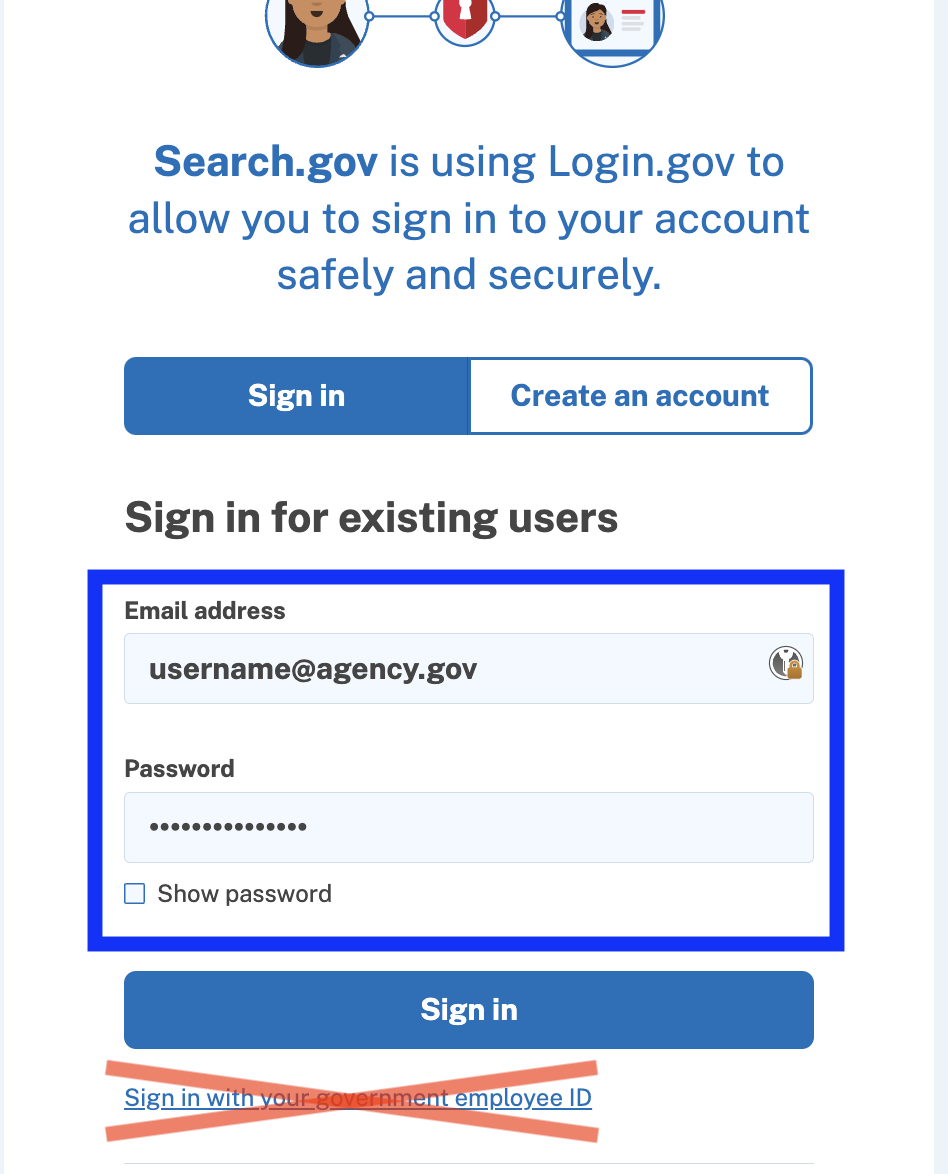 Search.gov is using Login.gov to
allow you to sign in to your account
safely and securely.
Sign in
Create an account
Sign in for existing users
Email address
username@agency.gov
Password
•••••••••••••••
Show password
Sign in
Sign in with your government employee ID